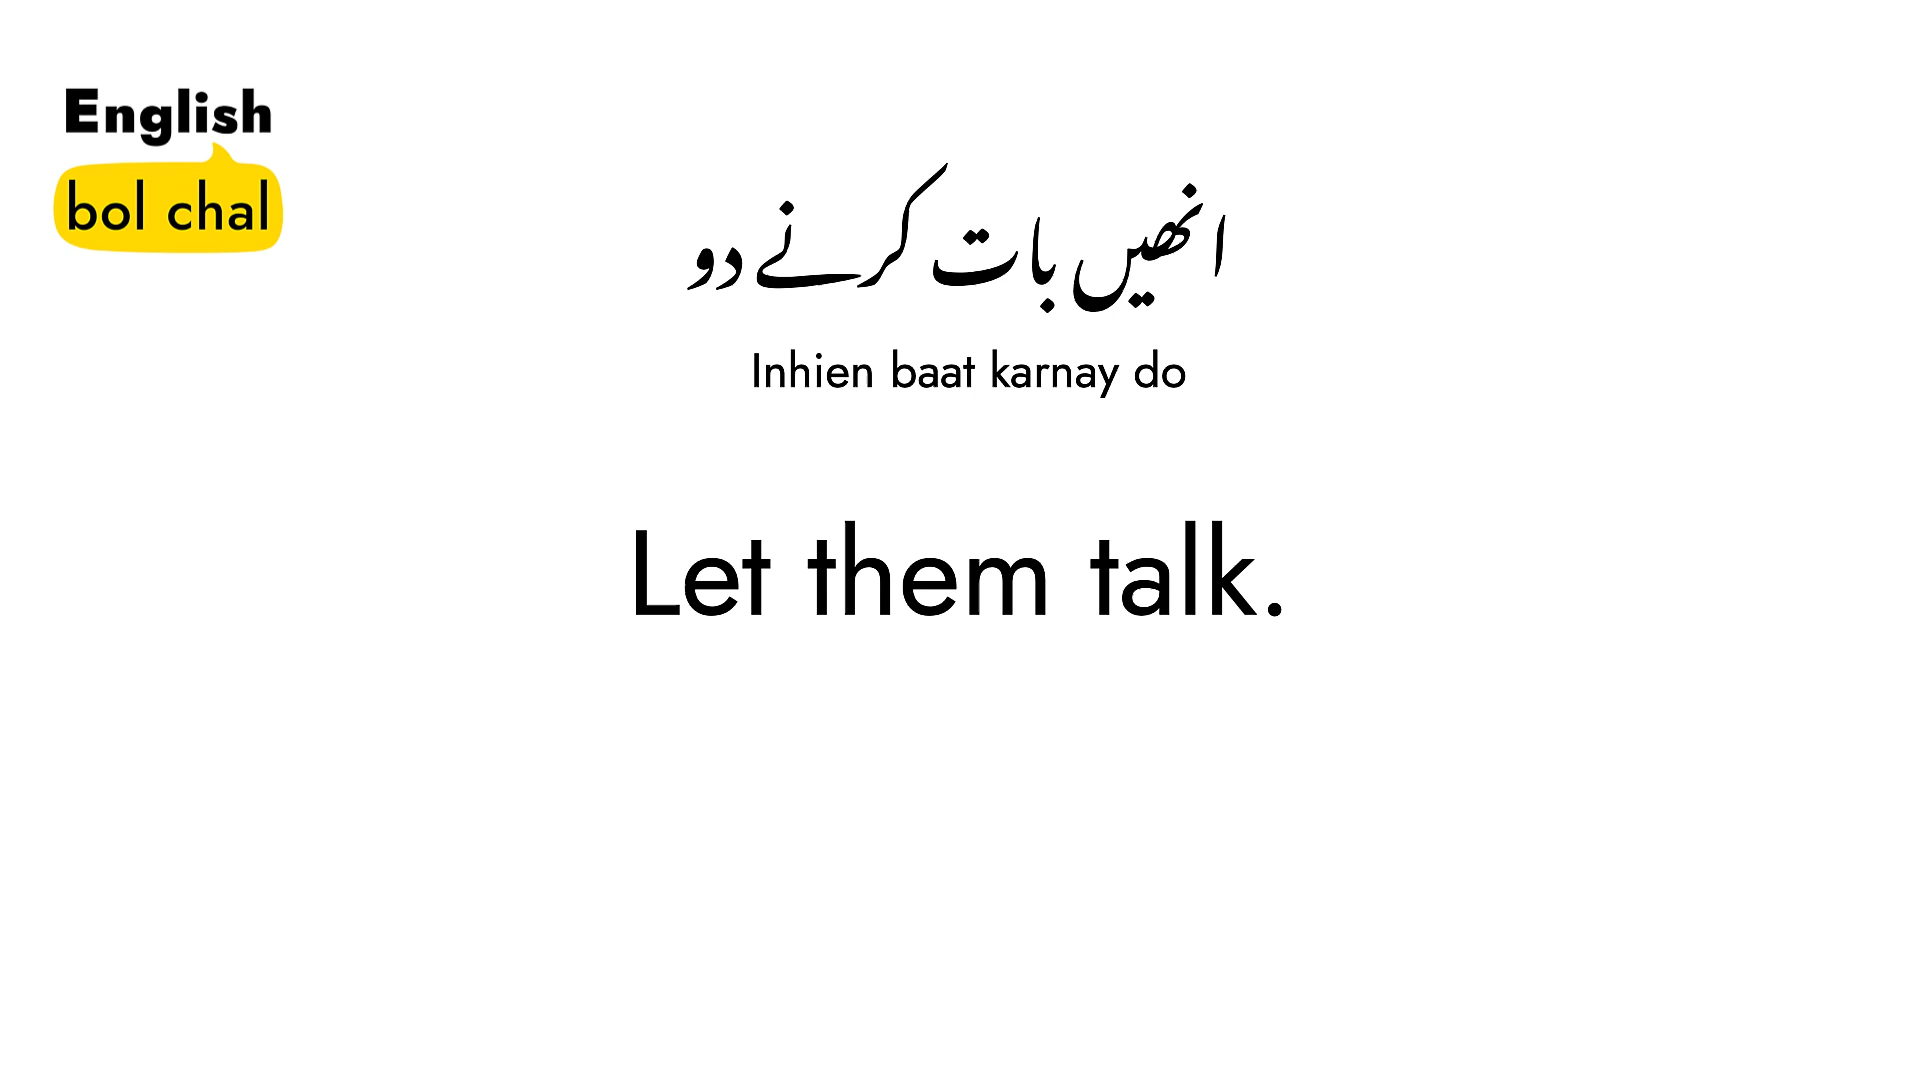 English
bol chal
انھیں بات کرنے دو
Inhien baat karnay do
Let them talk.